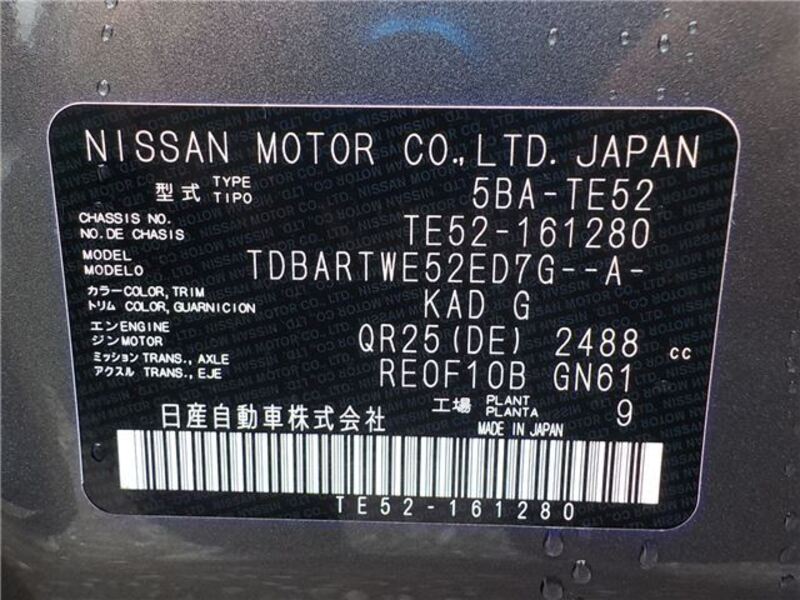 NISSAN MOTOR CO.,LTD. JAPAN
型式 TYPE TIPO 5BA-TE52
CHASSIS NO. NO.DE CHASIS TE52-161280
MODEL MODELO TDBARTWE52ED7G--A-
カラー COLOR, TRIM トリム COLOR, GUARNICION KAD G
エン ENGINE ジン MOTOR QR25(DE) 2488 cc
ミッション TRANS., AXLE アクスル TRANS., EJE RE0F10B GN61
工場 PLANT PLANTA 9
日産自動車株式会社 MADE IN JAPAN
TE52-161280